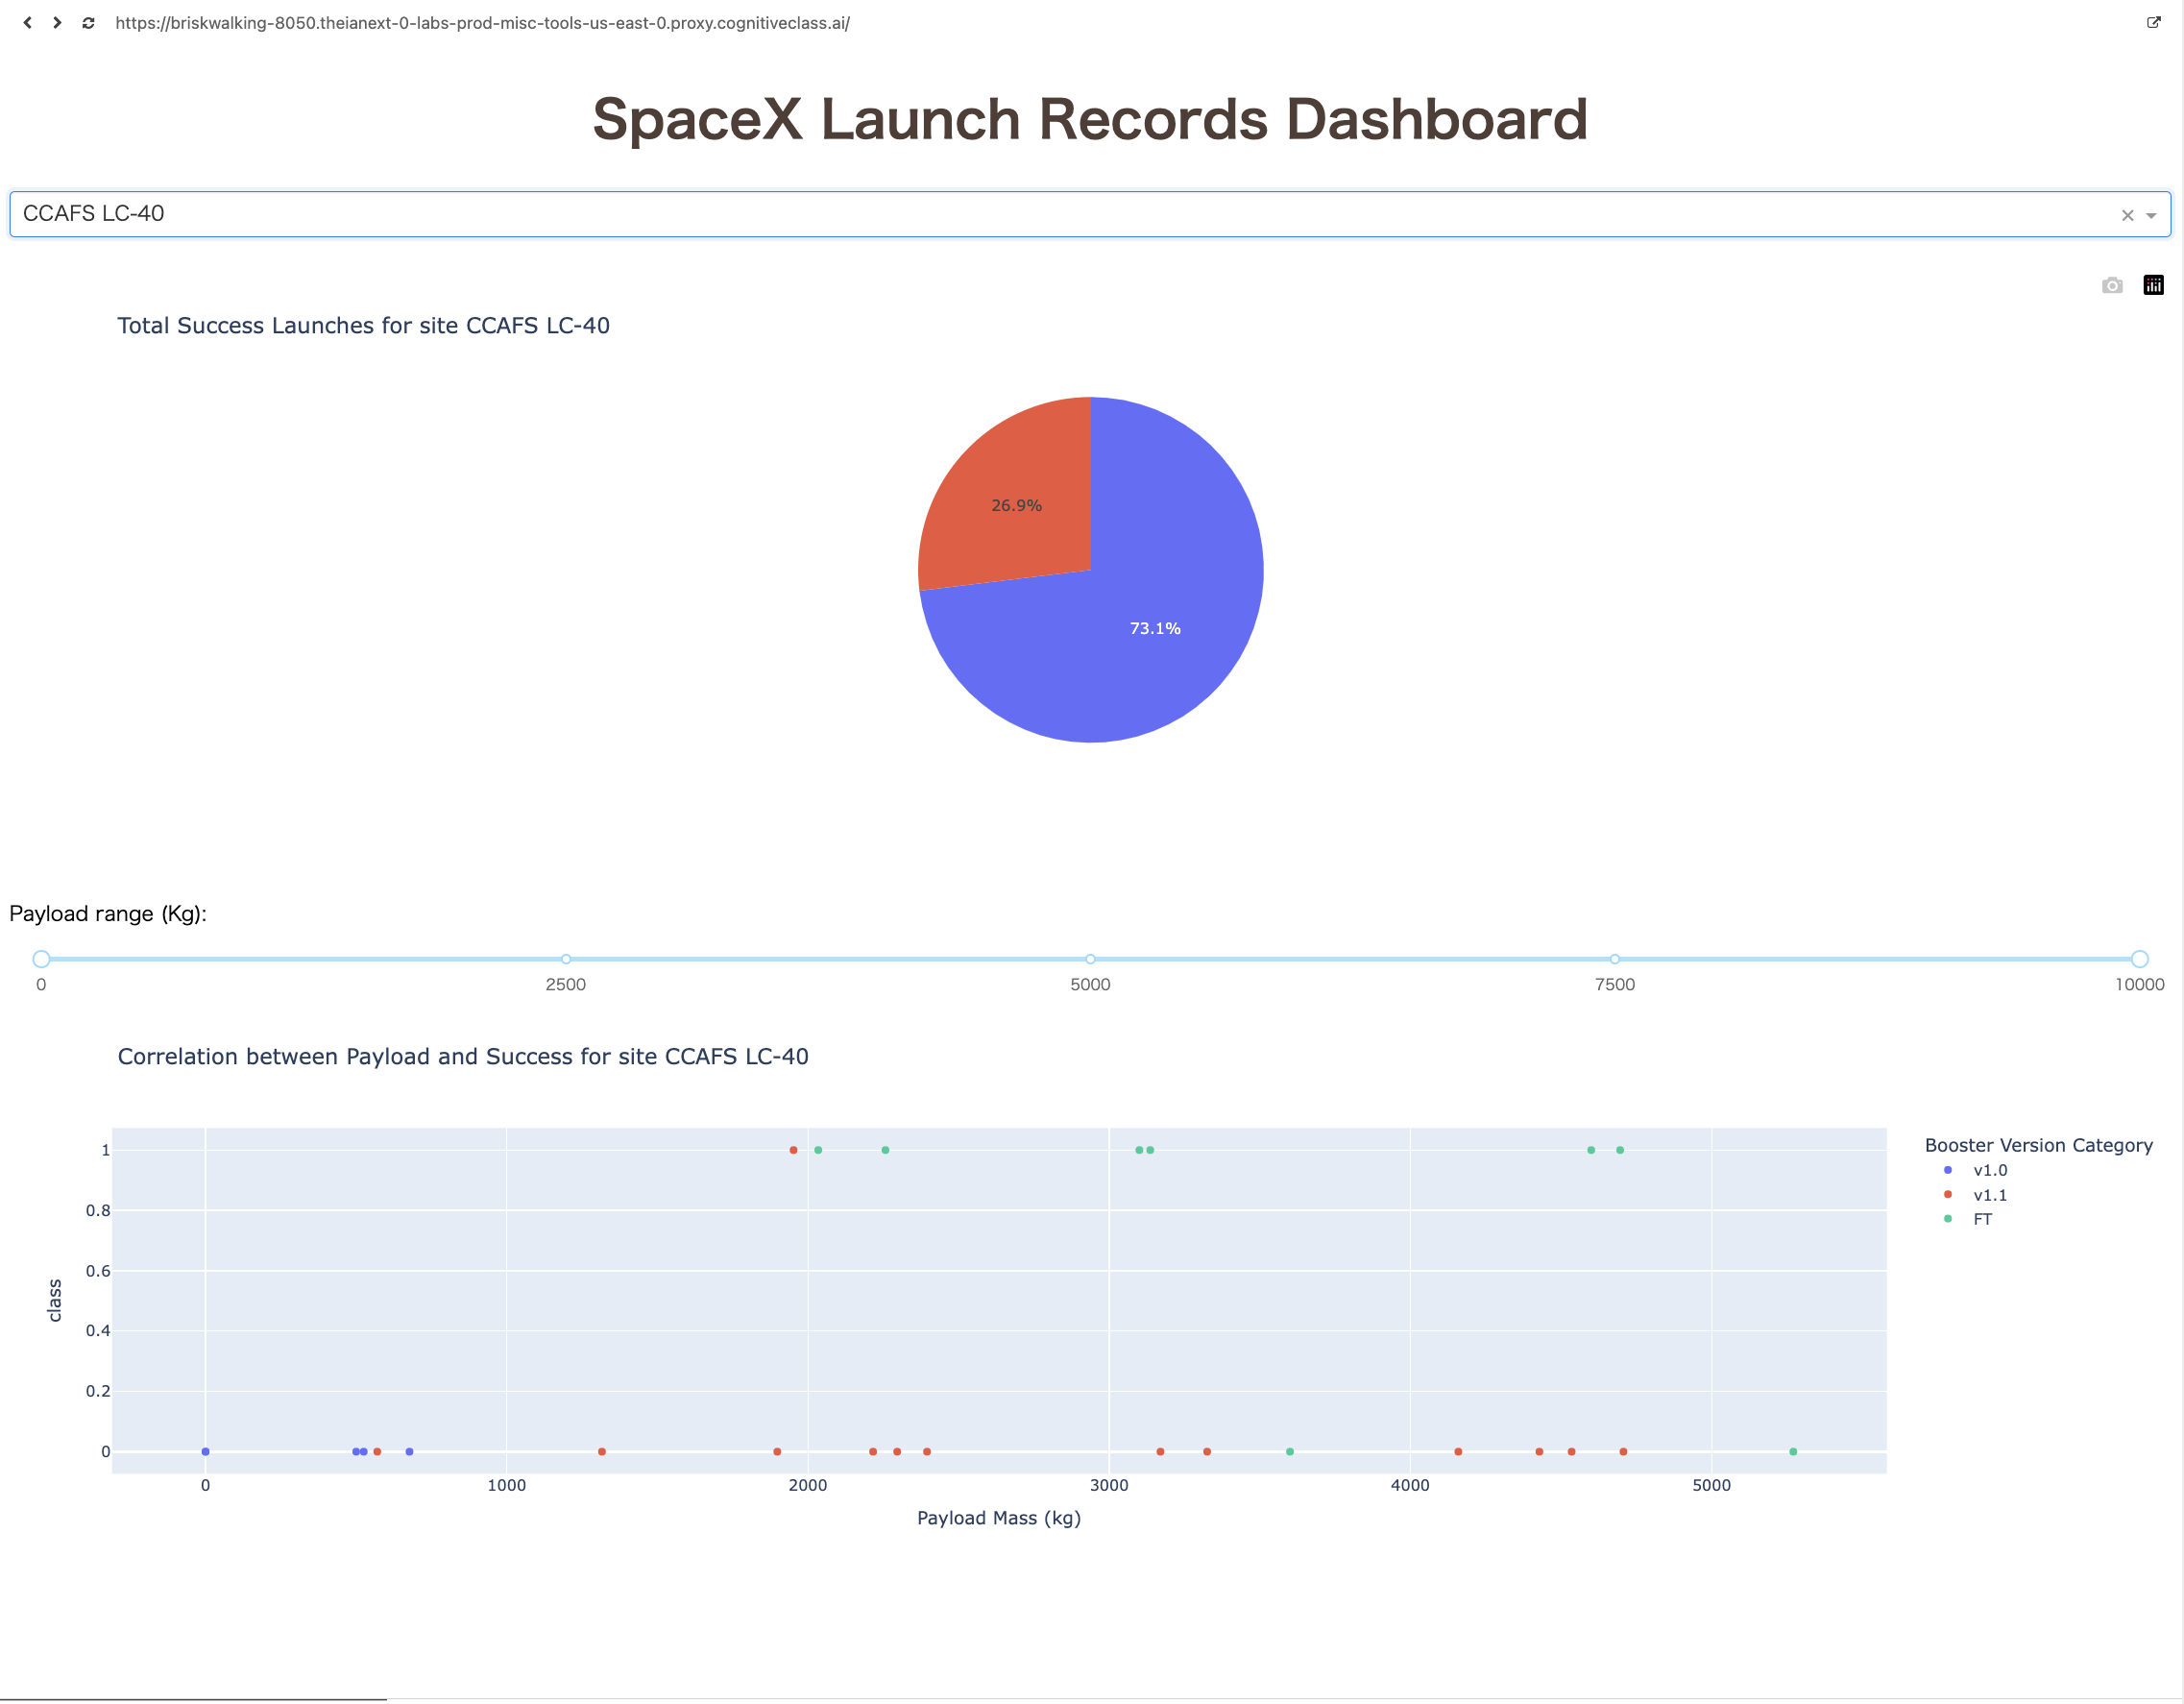 https://briskwalking-8050.theianext-0-labs-prod-misc-tools-us-east-0.proxy.cognitiveclass.ai/
SpaceX Launch Records Dashboard
CCAFS LC-40
Total Success Launches for site CCAFS LC-40
26.9%
73.1%
Payload range (Kg):
0 2500 5000 7500 10000
Correlation between Payload and Success for site CCAFS LC-40
Booster Version Category
v1.0
v1.1
FT
1
0.8
0.6
0.4
0.2
0
class
0 1000 2000 3000 4000 5000
Payload Mass (kg)